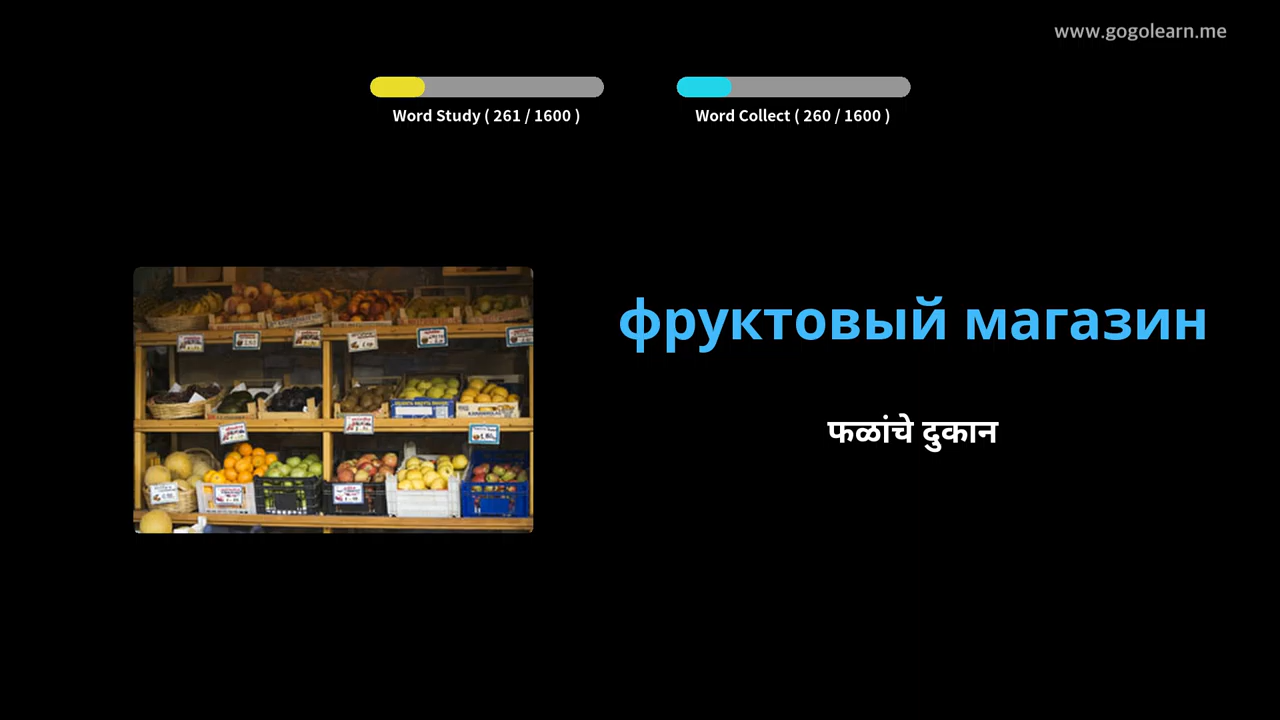 www.gogolearn.me
Word Study ( 261 / 1600 )
Word Collect ( 260 / 1600 )
фруктовый магазин
फळांचे दुकान